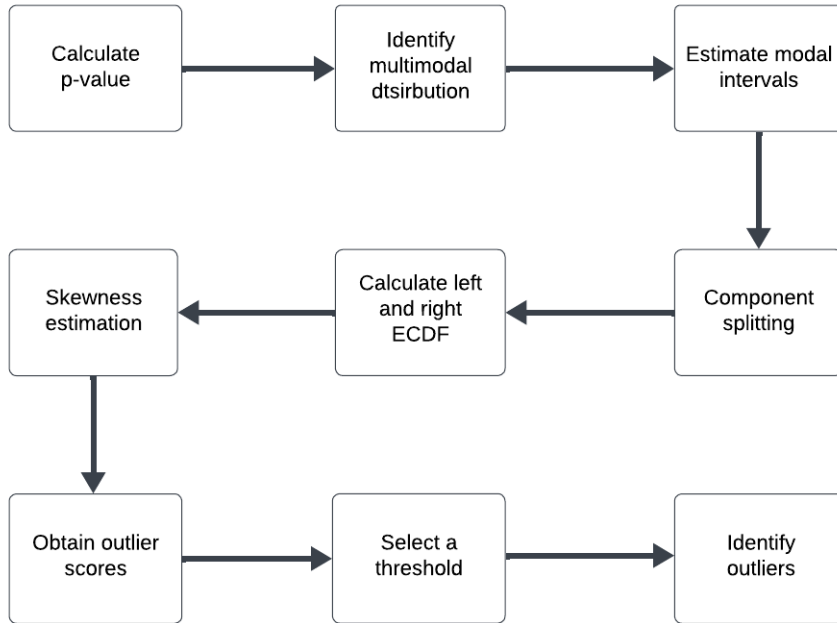 Calculate
p-value
Identify
multimodal
dtsirbution
Estimate modal
intervals
Skewness
estimation
Calculate left
and right
ECDF
Component
splitting
Obtain outlier
scores
Select a
threshold
Identify
outliers